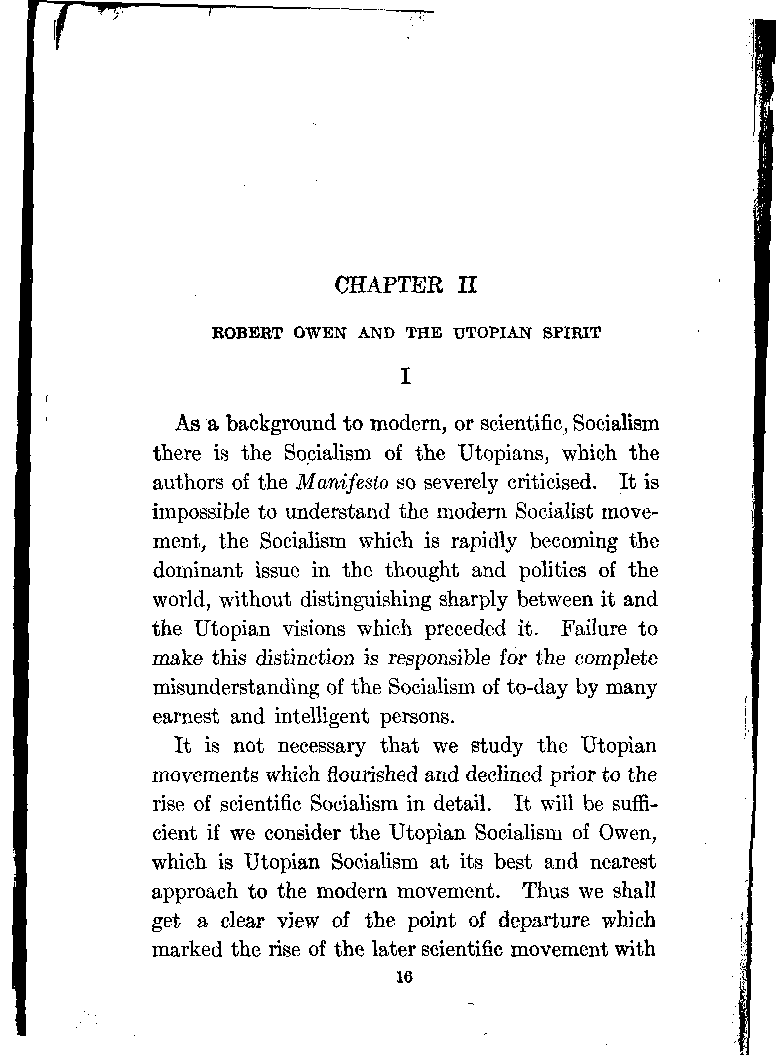 CHAPTER II
ROBERT OWEN AND THE UTOPIAN SPIRIT
I
As a background to modern, or scientific, Socialism
there is the Socialism of the Utopians, which the
authors of the Manifesto so severely criticised. It is
impossible to understand the modern Socialist move-
ment, the Socialism which is rapidly becoming the
dominant issue in the thought and politics of the
world, without distinguishing sharply between it and
the Utopian visions which preceded it. Failure to
make this distinction is responsible for the complete
misunderstanding of the Socialism of to-day by many
earnest and intelligent persons.
It is not necessary that we study the Utopian
movements which flourished and declined prior to the
rise of scientific Socialism in detail. It will be suffi-
cient if we consider the Utopian Socialism of Owen,
which is Utopian Socialism at its best and nearest
approach to the modern movement. Thus we shall
get a clear view of the point of departure which
marked the rise of the later scientific movement with
16